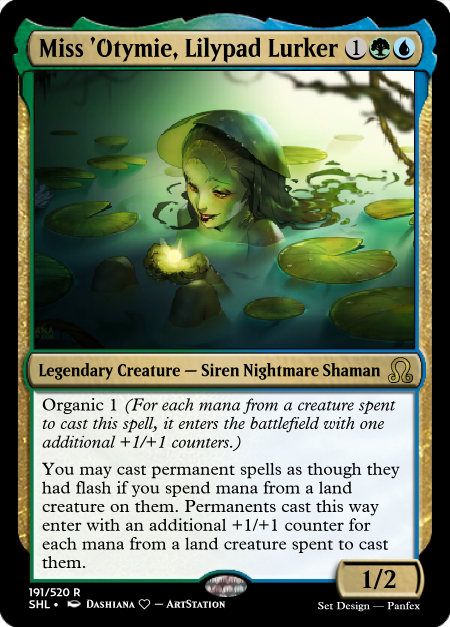 Miss 'Otymie, Lilypad Lurker 1
Legendary Creature — Siren Nightmare Shaman
Organic 1 (For each mana from a creature spent
to cast this spell, it enters the battlefield with one
additional +1/+1 counters.)
You may cast permanent spells as though they
had flash if you spend mana from a land
creature on them. Permanents cast this way
enter with an additional +1/+1 counter for
each mana from a land creature spent to cast
them.
1/2
191/520 R
SHL • Dashiana ♡ — ArtStation
Set Design — Panfex